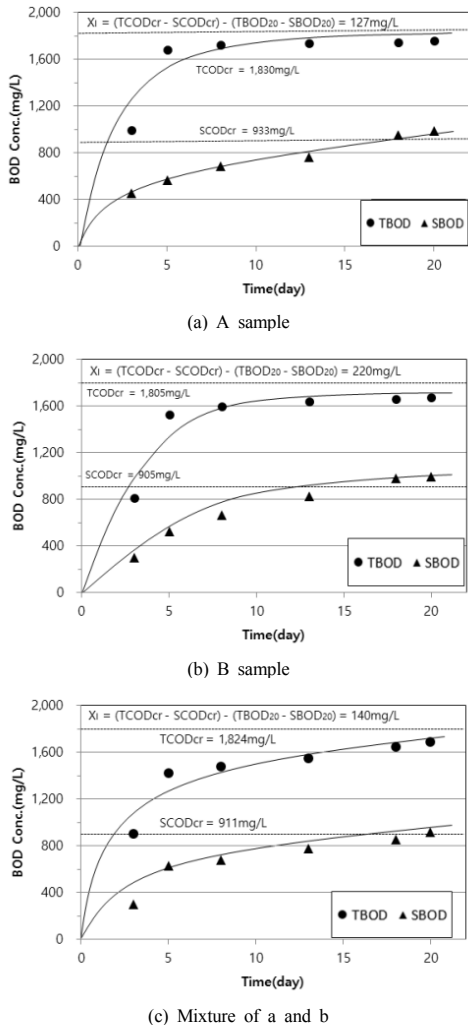 2,000
Xı = (TCODcr - SCODcr) - (TBOD₂₀ - SBOD₂₀) = 127mg/L
1,600
TCODcr = 1,830mg/L
1,200
SCODcr = 933mg/L
800
400
0
BOD Conc.(mg/L)
TBOD SBOD
0 5 10 15 20
Time(day)
(a) A sample
2,000
Xı = (TCODcr - SCODcr) - (TBOD₂₀ - SBOD₂₀) = 220mg/L
TCODcr = 1,805mg/L
1,600
1,200
SCODcr = 905mg/L
800
400
0
BOD Conc.(mg/L)
TBOD SBOD
0 5 10 15 20
Time(day)
(b) B sample
2,000
Xı = (TCODcr - SCODcr) - (TBOD₂₀ - SBOD₂₀) = 140mg/L
TCODcr = 1,824mg/L
1,600
1,200
SCODcr = 911mg/L
800
400
0
BOD Conc.(mg/L)
TBOD SBOD
0 5 10 15 20
Time(day)
(c) Mixture of a and b